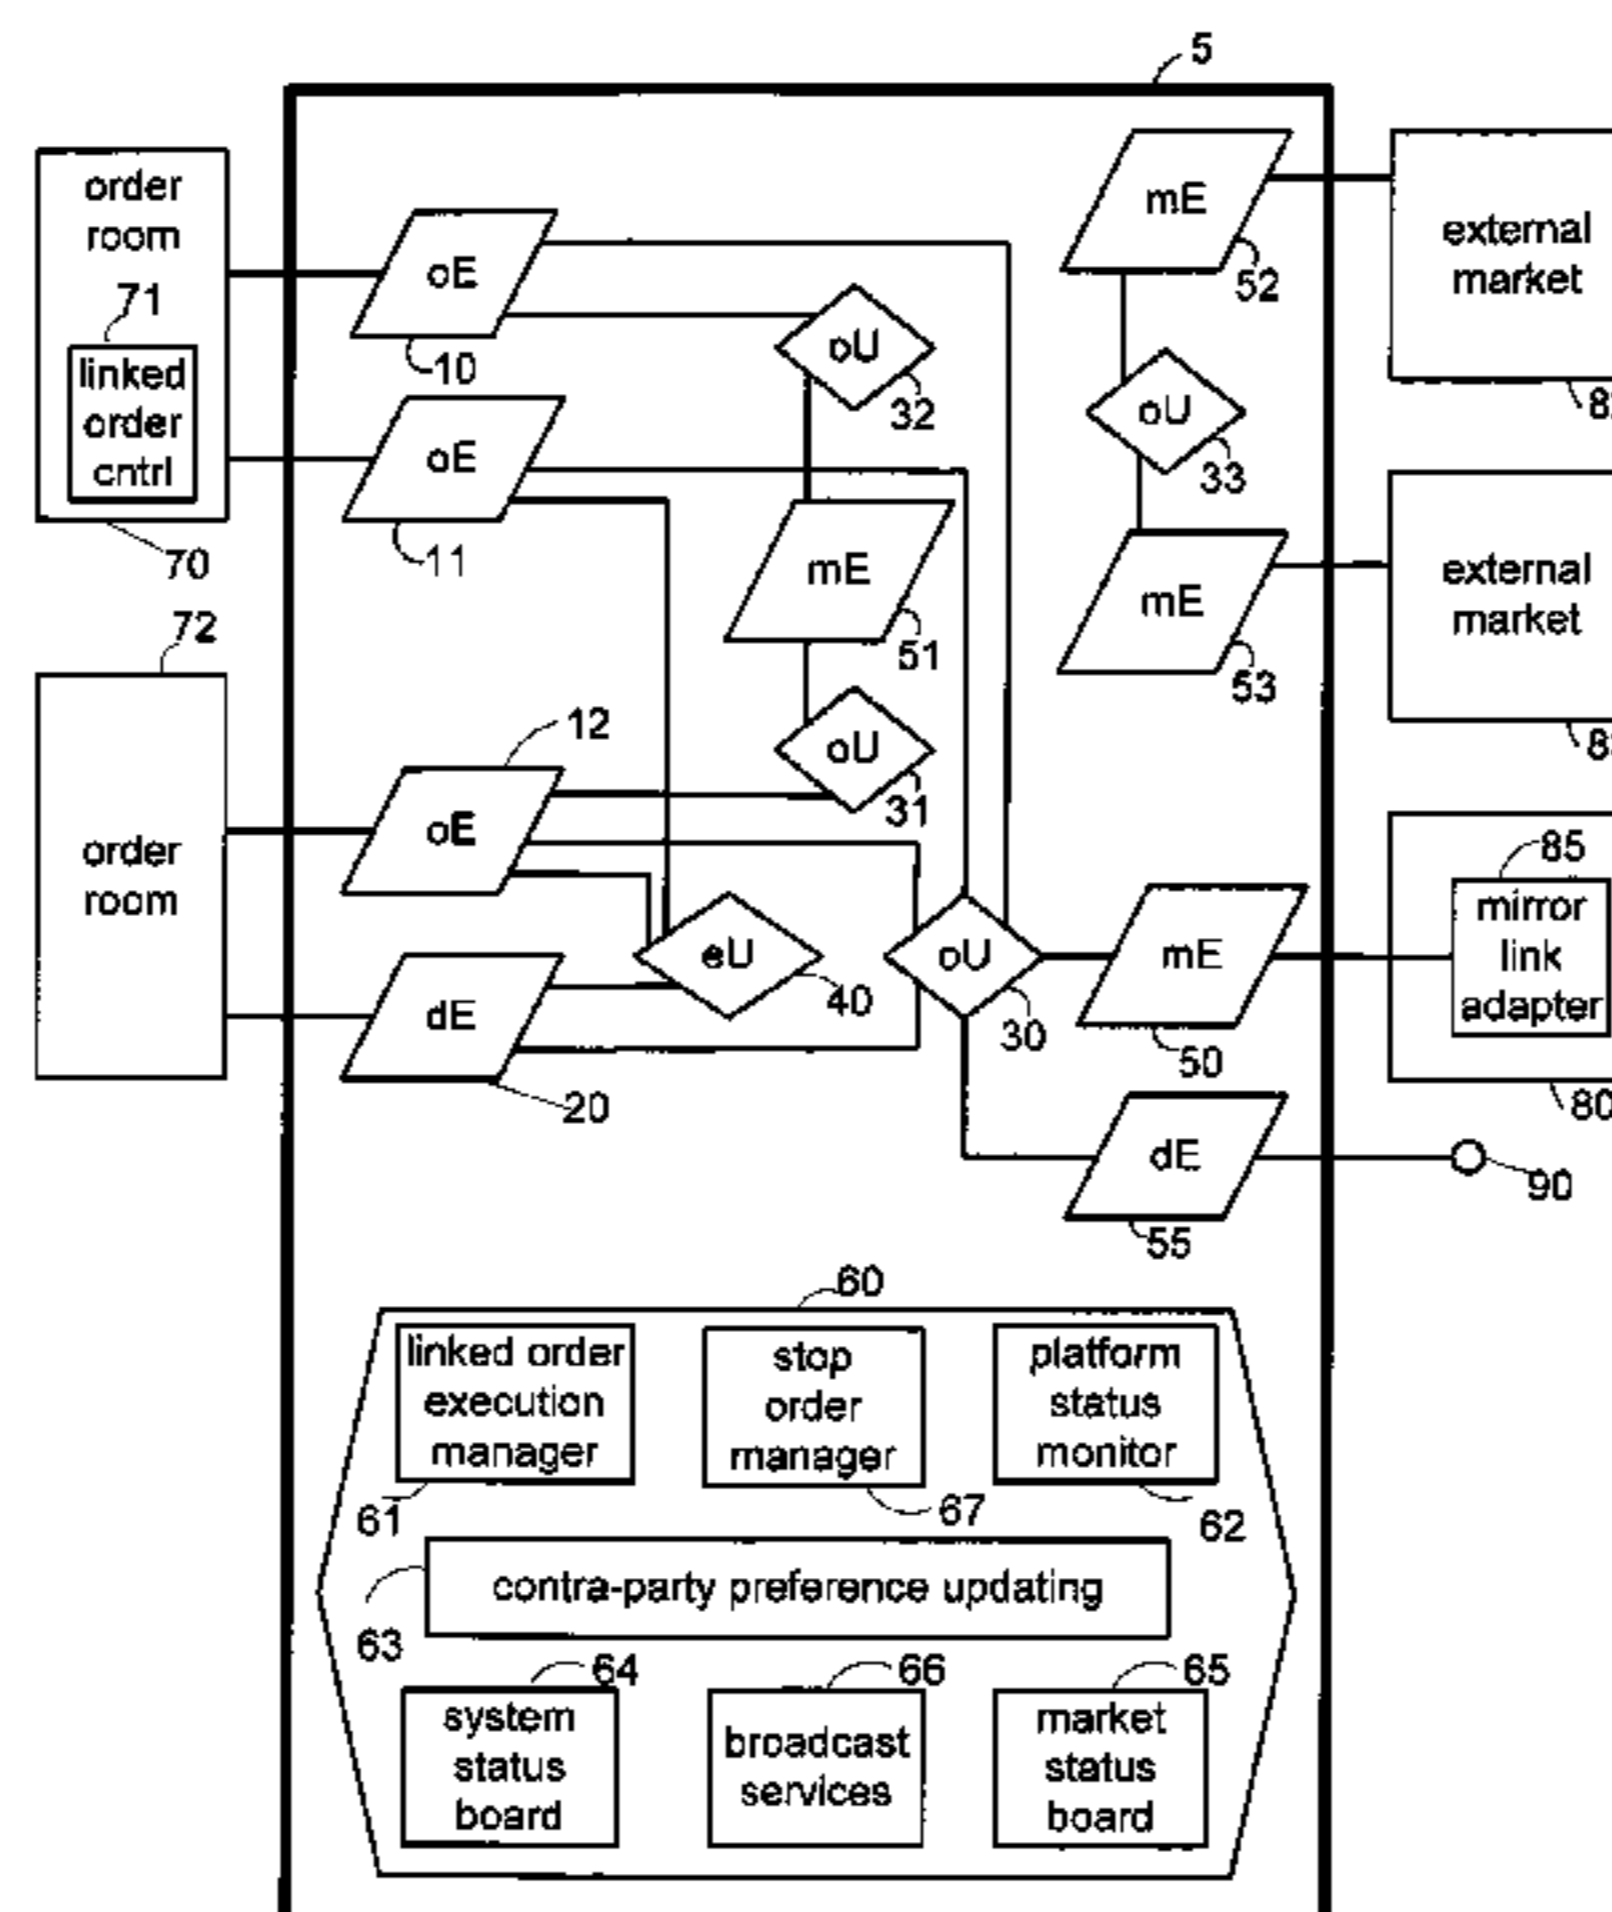 5
order
room
71
linked
order
cntrl
70
oE
10
oE
11
oU
32
mE
51
oU
31
mE
52
oU
33
mE
53
external
market
external
market
72
order
room
12
oE
dE
20
eU
40
oU
30
mE
50
dE
55
85
mirror
link
adapter
80
90
60
linked order
execution
manager
61
stop
order
manager
67
platform
status
monitor
62
contra-party preference updating
63
64
system
status
board
66
broadcast
services
65
market
status
board